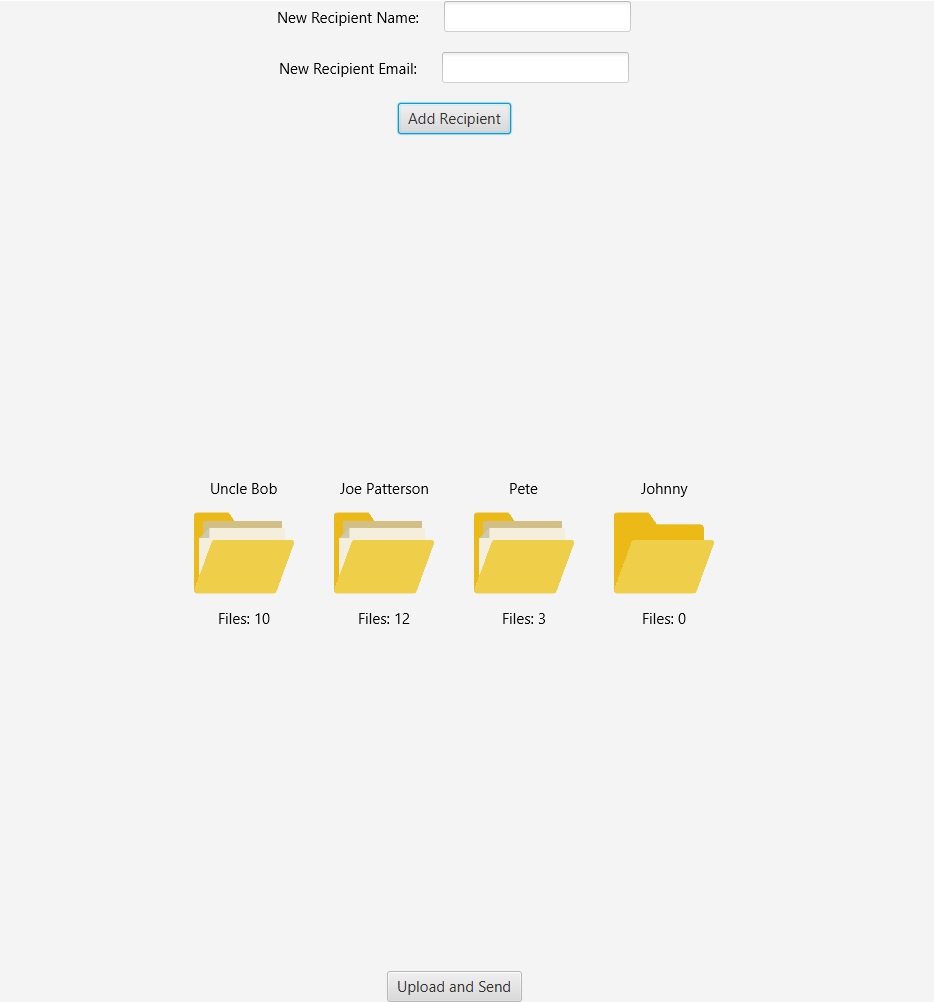 New Recipient Name:
New Recipient Email:
Add Recipient
Uncle Bob Joe Patterson Pete Johnny
Files: 10 Files: 12 Files: 3 Files: 0
Upload and Send